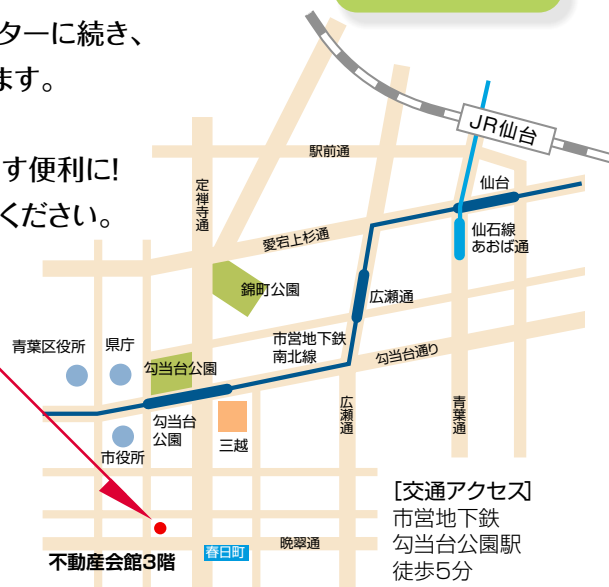 ターに続き、
ます。
す便利に!
ください。
JR仙台
駅前通
定禅寺通
仙台
愛宕上杉通
仙石線
あおば通
錦町公園
広瀬通
市営地下鉄
南北線
勾当台通り
青葉区役所
県庁
勾当台公園
勾当台
公園
三越
広瀬通
青葉通
市役所
[交通アクセス]
市営地下鉄
勾当台公園駅
徒歩5分
不動産会館3階
春日町
晩翠通